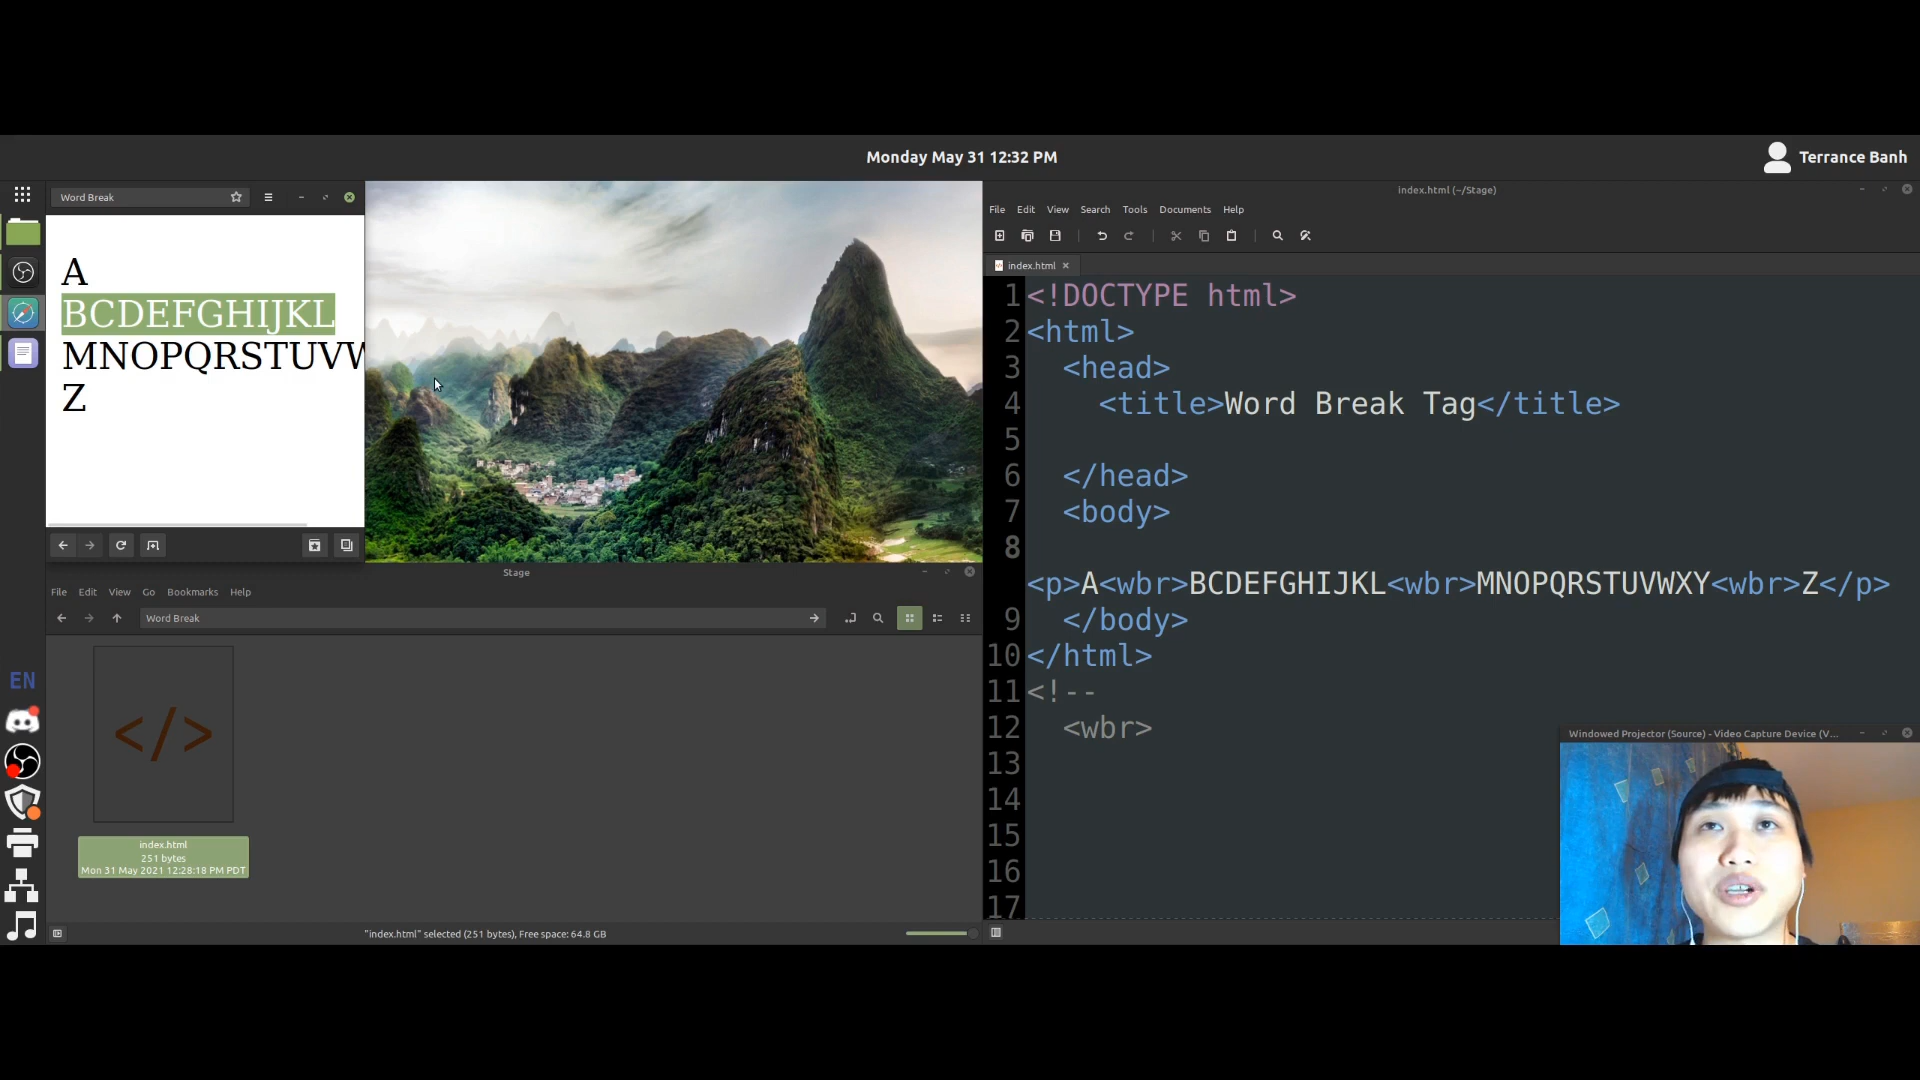 Monday May 31 12:32 PM
Terrance Banh
Word Break
A
BCDEFGHIJKL
MNOPQRSTUVW
Z
EN
Stage
File Edit View Go Bookmarks Help
Word Break
index.html
251 bytes
Mon 31 May 2021 12:28:18 PM PDT
"index.html" selected (251 bytes), Free space: 64.8 GB
index.html (~/Stage)
File Edit View Search Tools Documents Help
index.html
1 <!DOCTYPE html>
2 <html>
3 <head>
4 <title>Word Break Tag</title>
5
6 </head>
7 <body>
8
<p>A<wbr>BCDEFGHIJKL<wbr>MNOPQRSTUVWXY<wbr>Z</p>
9 </body>
10 </html>
11 <!--
12 <wbr>
13
14
15
16
17
Windowed Projector (Source) - Video Capture Device (V...